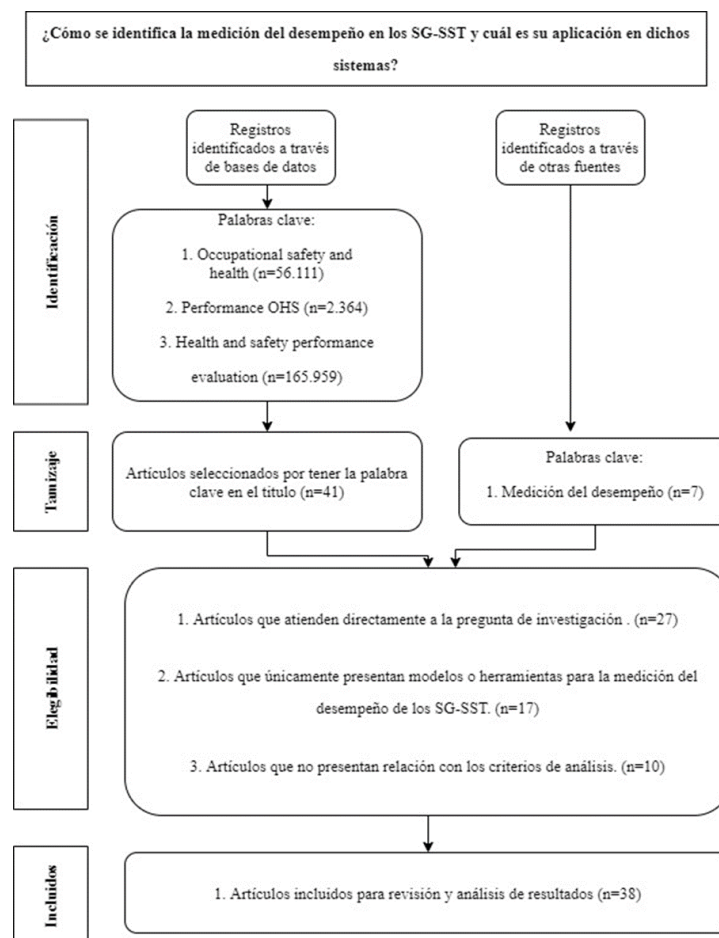 ¿Cómo se identifica la medición del desempeño en los SG-SST y cuál es su aplicación en dichos
sistemas?
Identificación
Registros
identificados a través
de bases de datos
Registros
identificados a través
de otras fuentes
Palabras clave:
1. Occupational safety and
health (n=56.111)
2. Performance OHS (n=2.364)
3. Health and safety performance
evaluation (n=165.959)
Tamizaje
Artículos seleccionados por tener la palabra
clave en el titulo (n=41)
Palabras clave:
1. Medición del desempeño (n=7)
Elegibilidad
1. Artículos que atienden directamente a la pregunta de investigación . (n=27)
2. Artículos que únicamente presentan modelos o herramientas para la medición del
desempeño de los SG-SST. (n=17)
3. Artículos que no presentan relación con los criterios de análisis. (n=10)
Incluidos
1. Artículos incluidos para revisión y análisis de resultados (n=38)